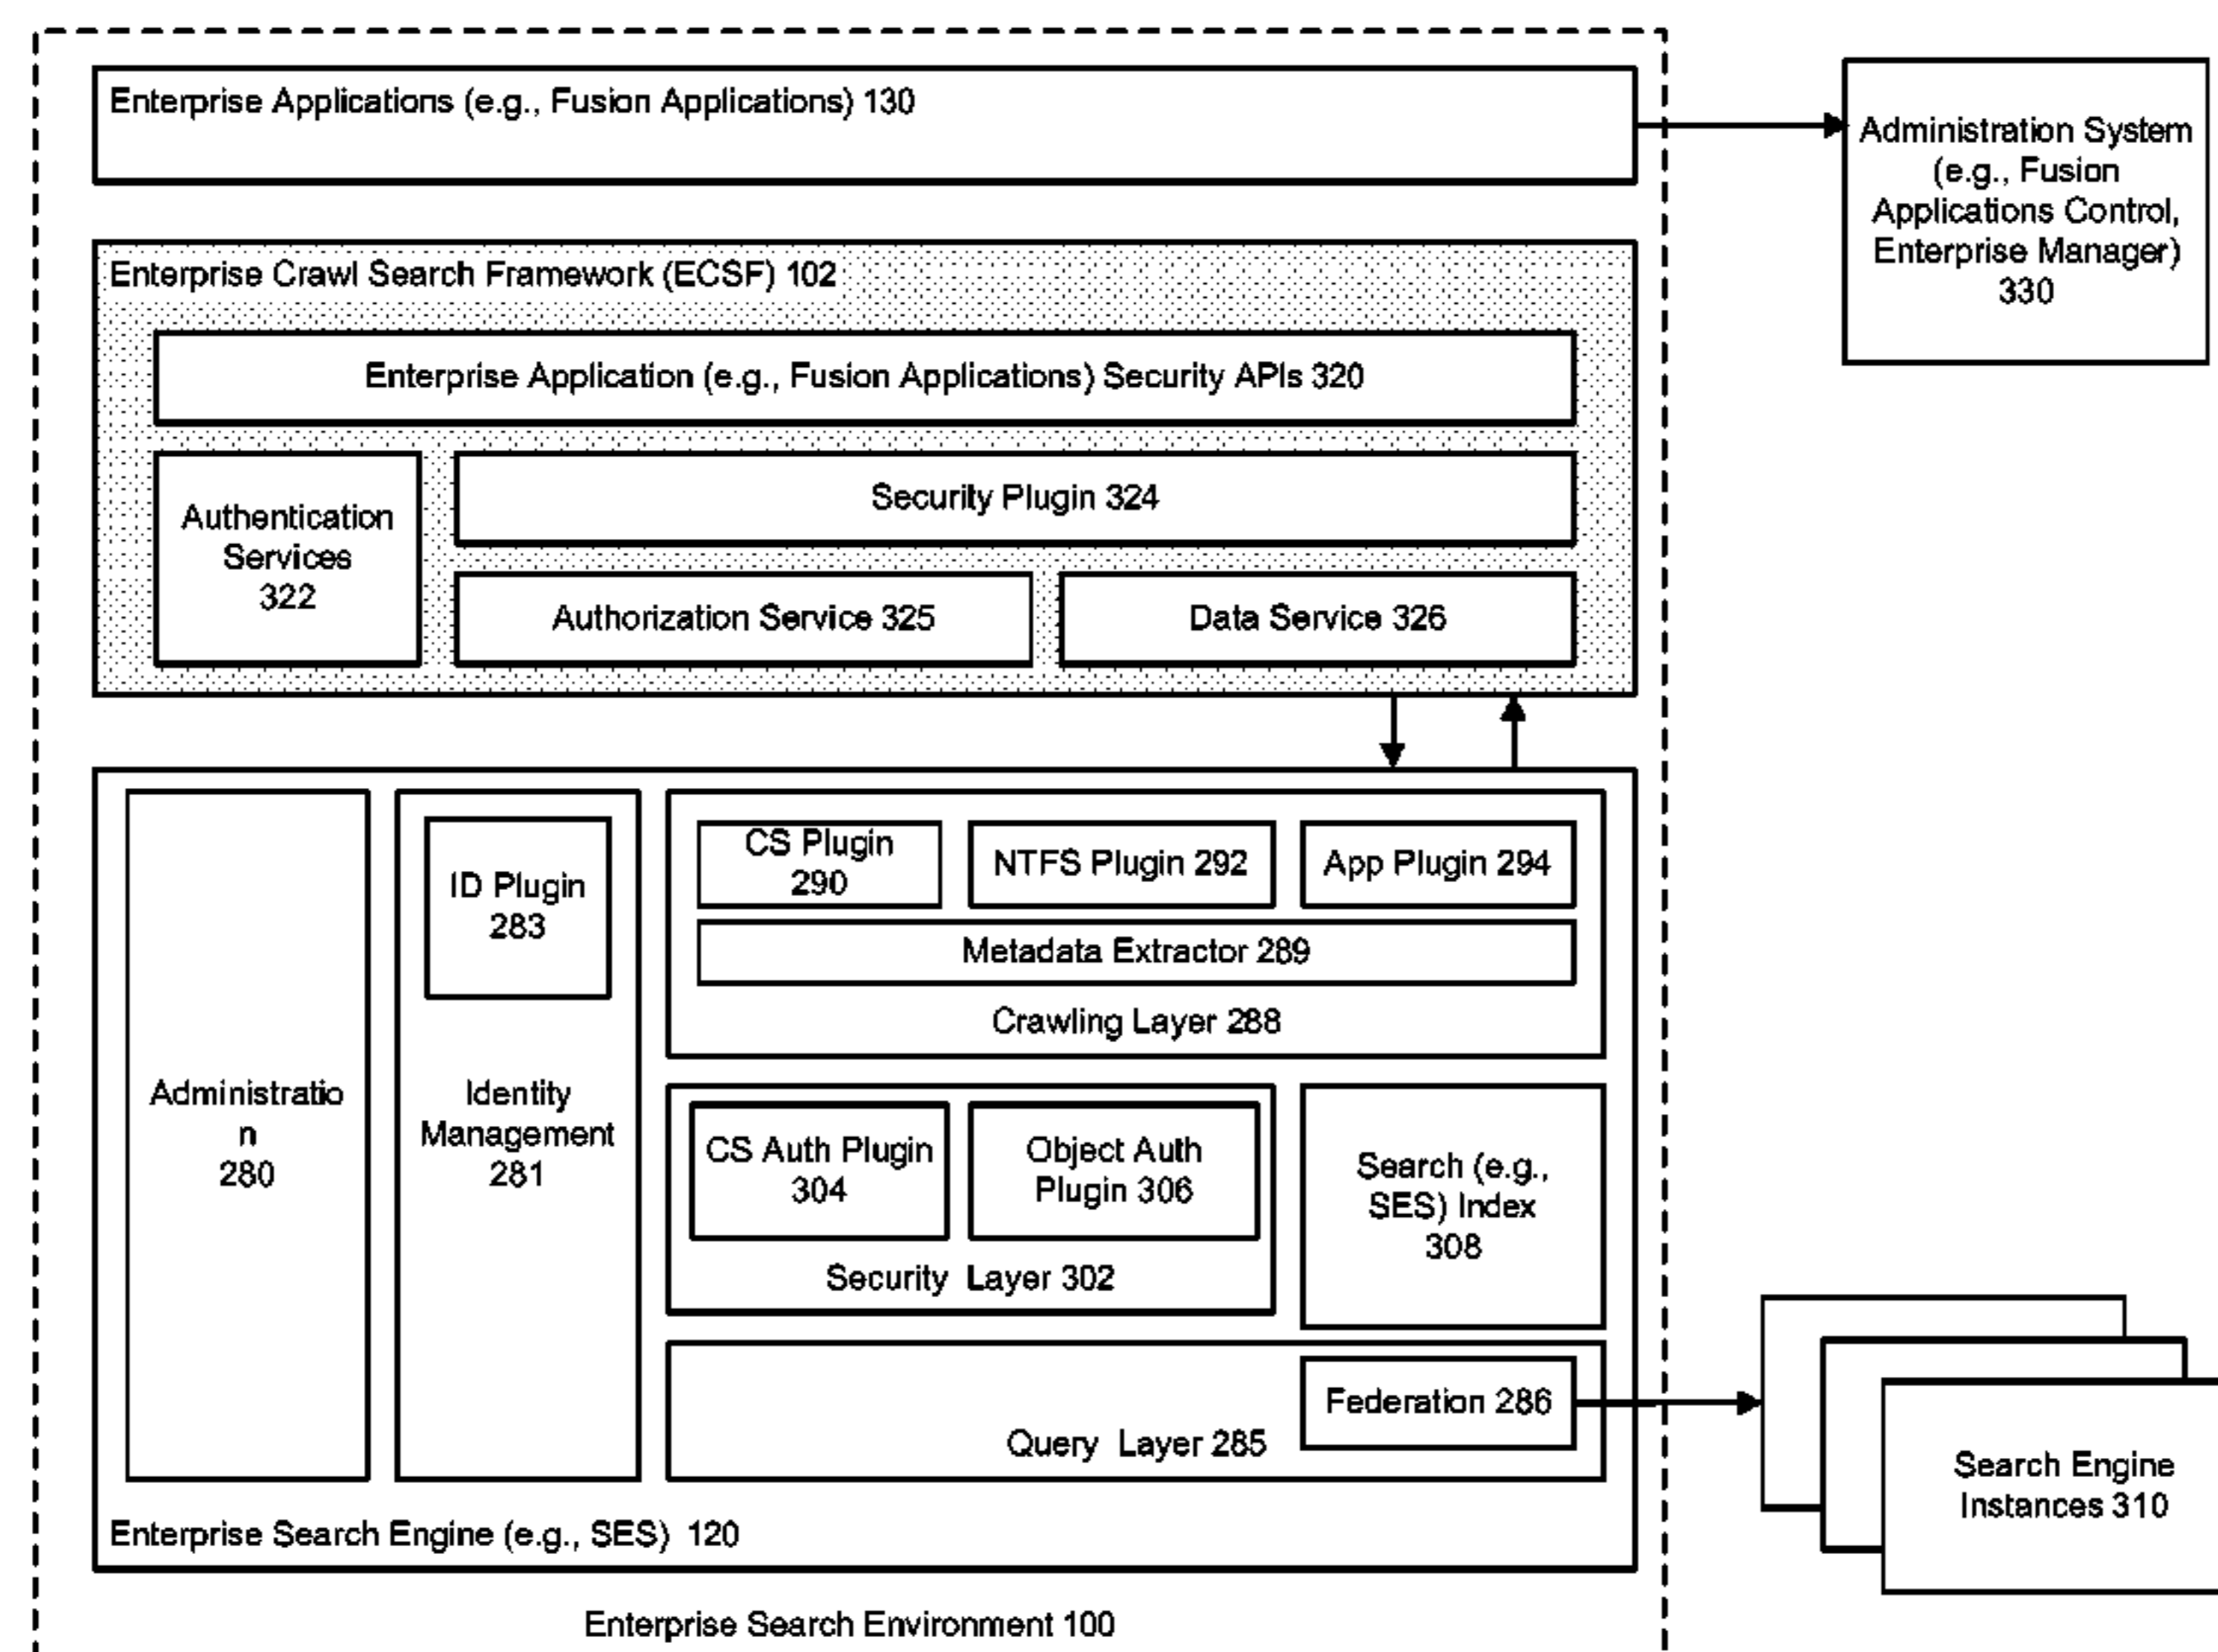 Enterprise Applications (e.g., Fusion Applications) 130
Administration System
(e.g., Fusion
Applications Control,
Enterprise Manager)
330
Enterprise Crawl Search Framework (ECSF) 102
Enterprise Application (e.g., Fusion Applications) Security APIs 320
Authentication
Services
322
Security Plugin 324
Authorization Service 325
Data Service 326
Administratio
n
280
ID Plugin
283
Identity
Management
281
CS Plugin
290
NTFS Plugin 292
App Plugin 294
Metadata Extractor 289
Crawling Layer 288
CS Auth Plugin
304
Object Auth
Plugin 306
Security Layer 302
Search (e.g.,
SES) Index
308
Federation 286
Query Layer 285
Search Engine
Instances 310
Enterprise Search Engine (e.g., SES) 120
Enterprise Search Environment 100